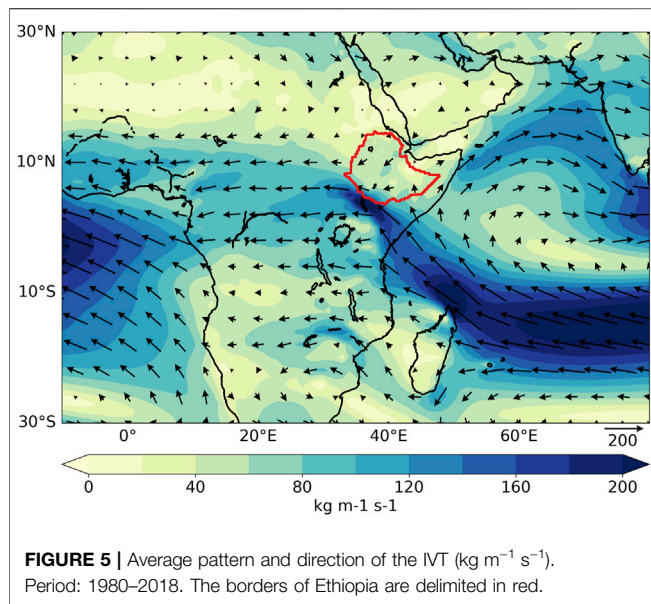 30°N
10°N
10°S
30°S
0° 20°E 40°E 60°E 200
0 40 80 120 160 200
kg m-1 s-1
FIGURE 5 | Average pattern and direction of the IVT (kg m⁻¹ s⁻¹).
Period: 1980–2018. The borders of Ethiopia are delimited in red.